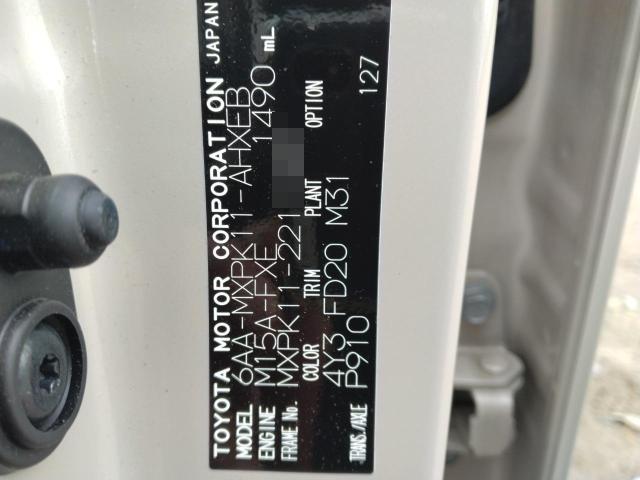 TOYOTA MOTOR CORPORATION JAPAN
MODEL 6AA-MXPK11-AHXEB
ENGINE M15A-FXE 1490 mL
FRAME No. MXPK11-221
COLOR TRIM PLANT OPTION
4Y3 FD20 M31 127
TRANS./AXLE P910